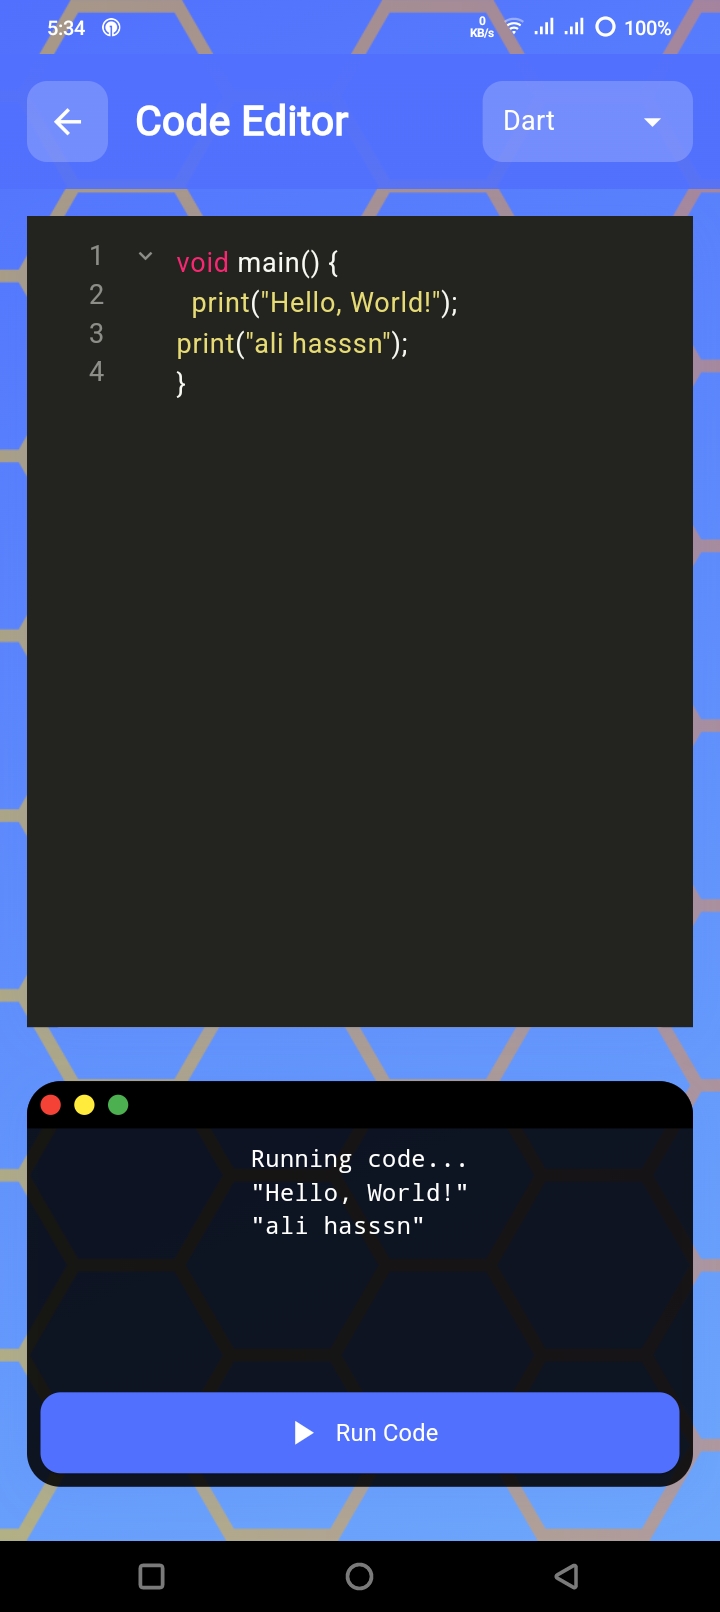 5:34
0
KB/s
100%
Code Editor
Dart
1
void main() {
2
print("Hello, World!");
3
print("ali hasssn");
4
}
Running code...
"Hello, World!"
"ali hasssn"
Run Code